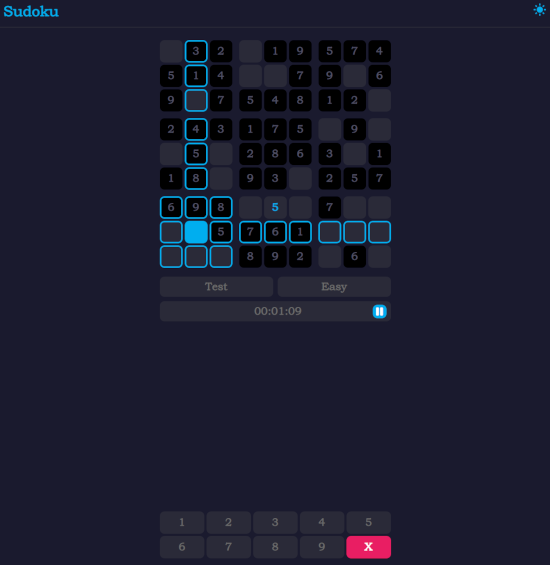 Sudoku
3 2 1 9 5 7 4
5 1 4 7 9 6
9 7 5 4 8 1 2
2 4 3 1 7 5 9
5 2 8 6 3 1
1 8 9 3 2 5 7
6 9 8 5 7
5 7 6 1
8 9 2 6
Test Easy
00:01:09
1 2 3 4 5
6 7 8 9 X